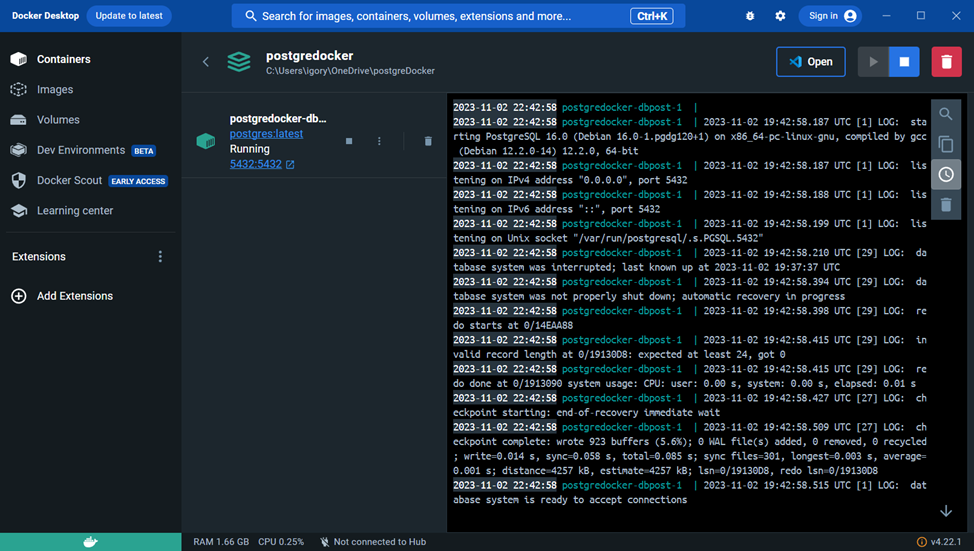 Docker Desktop
Update to latest
Search for images, containers, volumes, extensions and more...
Ctrl+K
Sign in
Containers
Images
Volumes
Dev Environments BETA
Docker Scout EARLY ACCESS
Learning center
Extensions
Add Extensions
postgredocker
C:\Users\igory\OneDrive\postgreDocker
Open
postgredocker-db...
postgres:latest
Running
5432:5432
2023-11-02 22:42:58 postgredocker-dbpost-1 |
2023-11-02 22:42:58 postgredocker-dbpost-1 | 2023-11-02 19:42:58.187 UTC [1] LOG: sta
rting PostgreSQL 16.0 (Debian 16.0-1.pgdg120+1) on x86_64-pc-linux-gnu, compiled by gcc
(Debian 12.2.0-14) 12.2.0, 64-bit
2023-11-02 22:42:58 postgredocker-dbpost-1 | 2023-11-02 19:42:58.187 UTC [1] LOG: lis
tening on IPv4 address "0.0.0.0", port 5432
2023-11-02 22:42:58 postgredocker-dbpost-1 | 2023-11-02 19:42:58.188 UTC [1] LOG: lis
tening on IPv6 address "::", port 5432
2023-11-02 22:42:58 postgredocker-dbpost-1 | 2023-11-02 19:42:58.199 UTC [1] LOG: lis
tening on Unix socket "/var/run/postgresql/.s.PGSQL.5432"
2023-11-02 22:42:58 postgredocker-dbpost-1 | 2023-11-02 19:42:58.210 UTC [29] LOG: da
tabase system was interrupted; last known up at 2023-11-02 19:37:37 UTC
2023-11-02 22:42:58 postgredocker-dbpost-1 | 2023-11-02 19:42:58.394 UTC [29] LOG: da
tabase system was not properly shut down; automatic recovery in progress
2023-11-02 22:42:58 postgredocker-dbpost-1 | 2023-11-02 19:42:58.398 UTC [29] LOG: re
do starts at 0/14EAA88
2023-11-02 22:42:58 postgredocker-dbpost-1 | 2023-11-02 19:42:58.415 UTC [29] LOG: in
valid record length at 0/19130D8: expected at least 24, got 0
2023-11-02 22:42:58 postgredocker-dbpost-1 | 2023-11-02 19:42:58.415 UTC [29] LOG: re
do done at 0/1913090 system usage: CPU: user: 0.00 s, system: 0.00 s, elapsed: 0.01 s
2023-11-02 22:42:58 postgredocker-dbpost-1 | 2023-11-02 19:42:58.427 UTC [27] LOG: ch
eckpoint starting: end-of-recovery immediate wait
2023-11-02 22:42:58 postgredocker-dbpost-1 | 2023-11-02 19:42:58.509 UTC [27] LOG: ch
eckpoint complete: wrote 923 buffers (5.6%); 0 WAL file(s) added, 0 removed, 0 recycled
; write=0.014 s, sync=0.058 s, total=0.085 s; sync files=301, longest=0.003 s, average=
0.001 s; distance=4257 kB, estimate=4257 kB; lsn=0/19130D8, redo lsn=0/19130D8
2023-11-02 22:42:58 postgredocker-dbpost-1 | 2023-11-02 19:42:58.515 UTC [1] LOG: dat
abase system is ready to accept connections
RAM 1.66 GB CPU 0.25% Not connected to Hub
v4.22.1